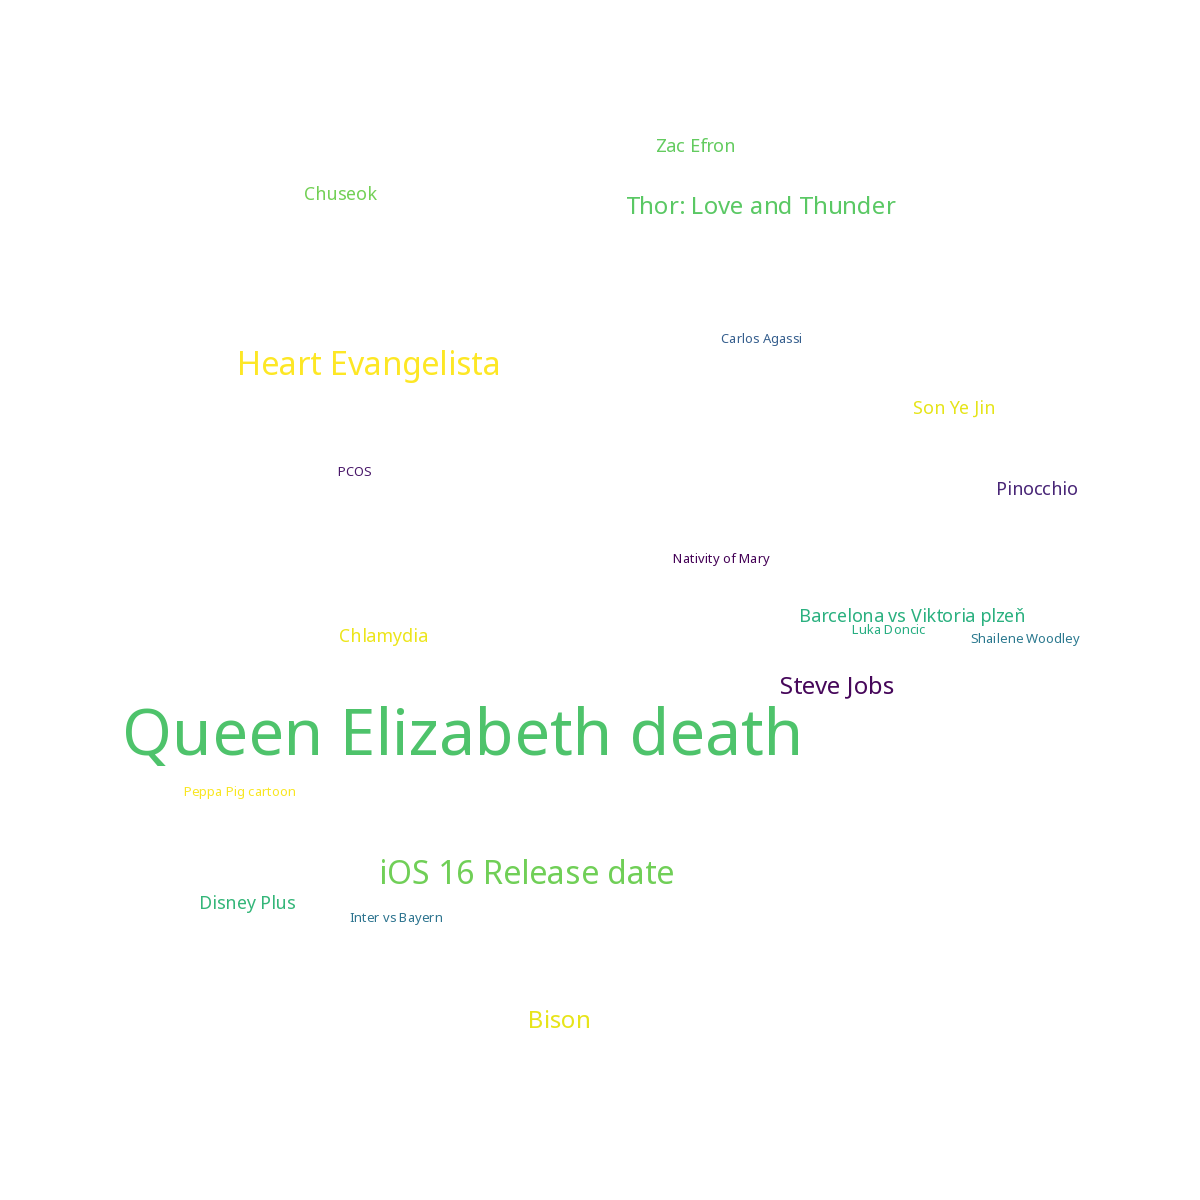 Zac Efron
Chuseok
Thor: Love and Thunder
Carlos Agassi
Heart Evangelista
Son Ye Jin
PCOS
Pinocchio
Nativity of Mary
Barcelona vs Viktoria plzeň
Luka Doncic
Chlamydia
Shailene Woodley
Steve Jobs
Queen Elizabeth death
Peppa Pig cartoon
iOS 16 Release date
Disney Plus
Inter vs Bayern
Bison